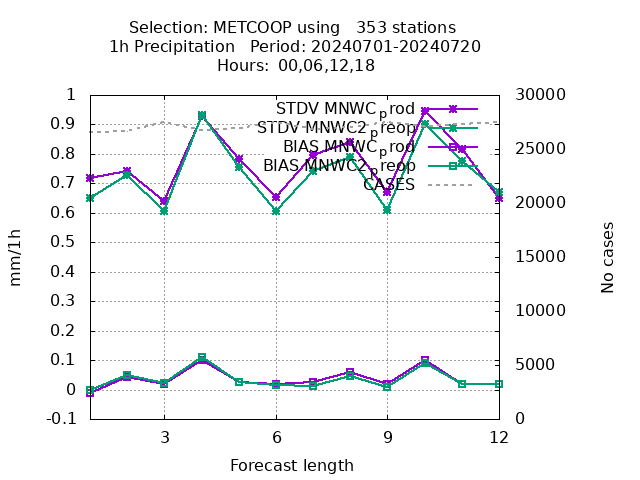 Selection: METCOOP using   353 stations
1h Precipitation   Period: 20240701-20240720
Hours:  00,06,12,18
STDV MNWC_prod
STDV MNWC2_preop
BIAS MNWC_prod
BIAS MNWC2_preop
CASES
1
0.9
0.8
0.7
0.6
0.5
0.4
0.3
0.2
0.1
0
-0.1
mm/1h
30000
25000
20000
15000
10000
5000
0
No cases
3 6 9 12
Forecast length